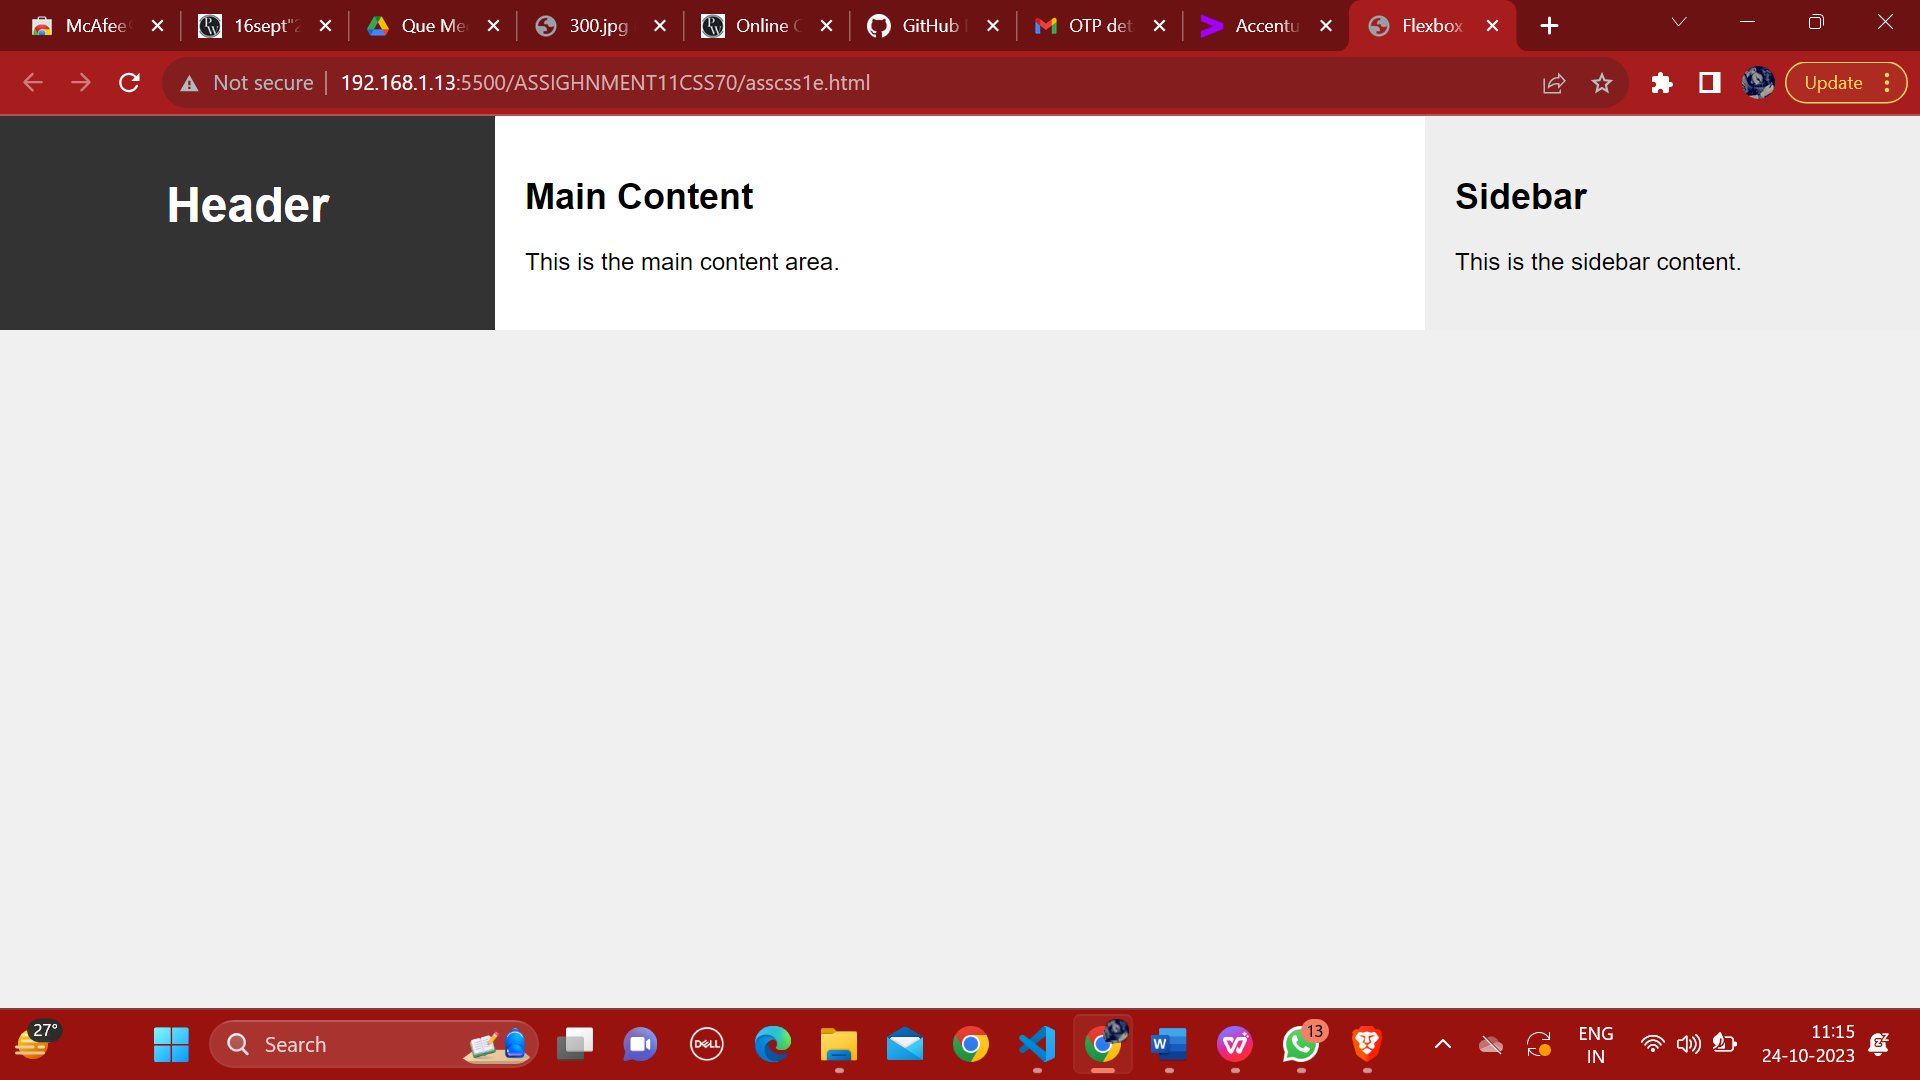 McAfee
16sept"2
Que Me
300.jpg
Online C
GitHub
OTP det
Accentu
Flexbox
Not secure
192.168.1.13:5500/ASSIGHNMENT11CSS70/asscss1e.html
Update
Header
Main Content
This is the main content area.
Sidebar
This is the sidebar content.
27°
Search
DELL
W
13
ENG
IN
11:15
24-10-2023